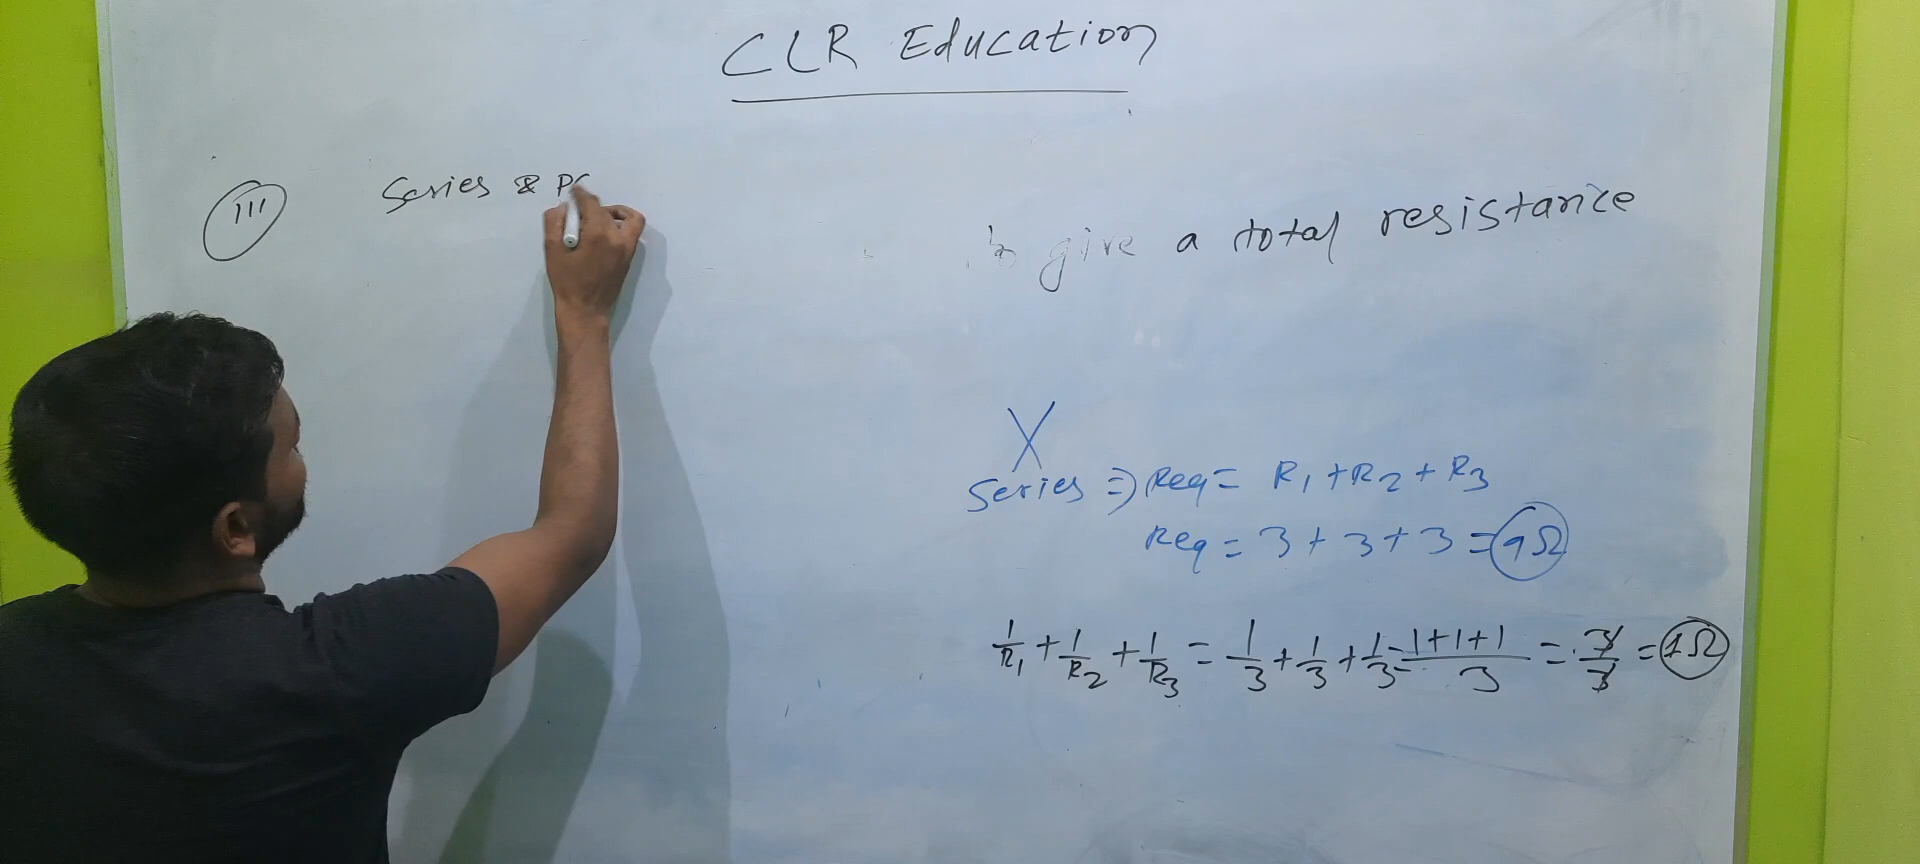 CLR Education
III Series & P
to give a total resistance
X
Series ⇒ Req = R1 + R2 + R3
Req = 3 + 3 + 3 = 9Ω
1/R1 + 1/R2 + 1/R3 = 1/3 + 1/3 + 1/3 = 1+1+1/3 = 3/3 = 1Ω